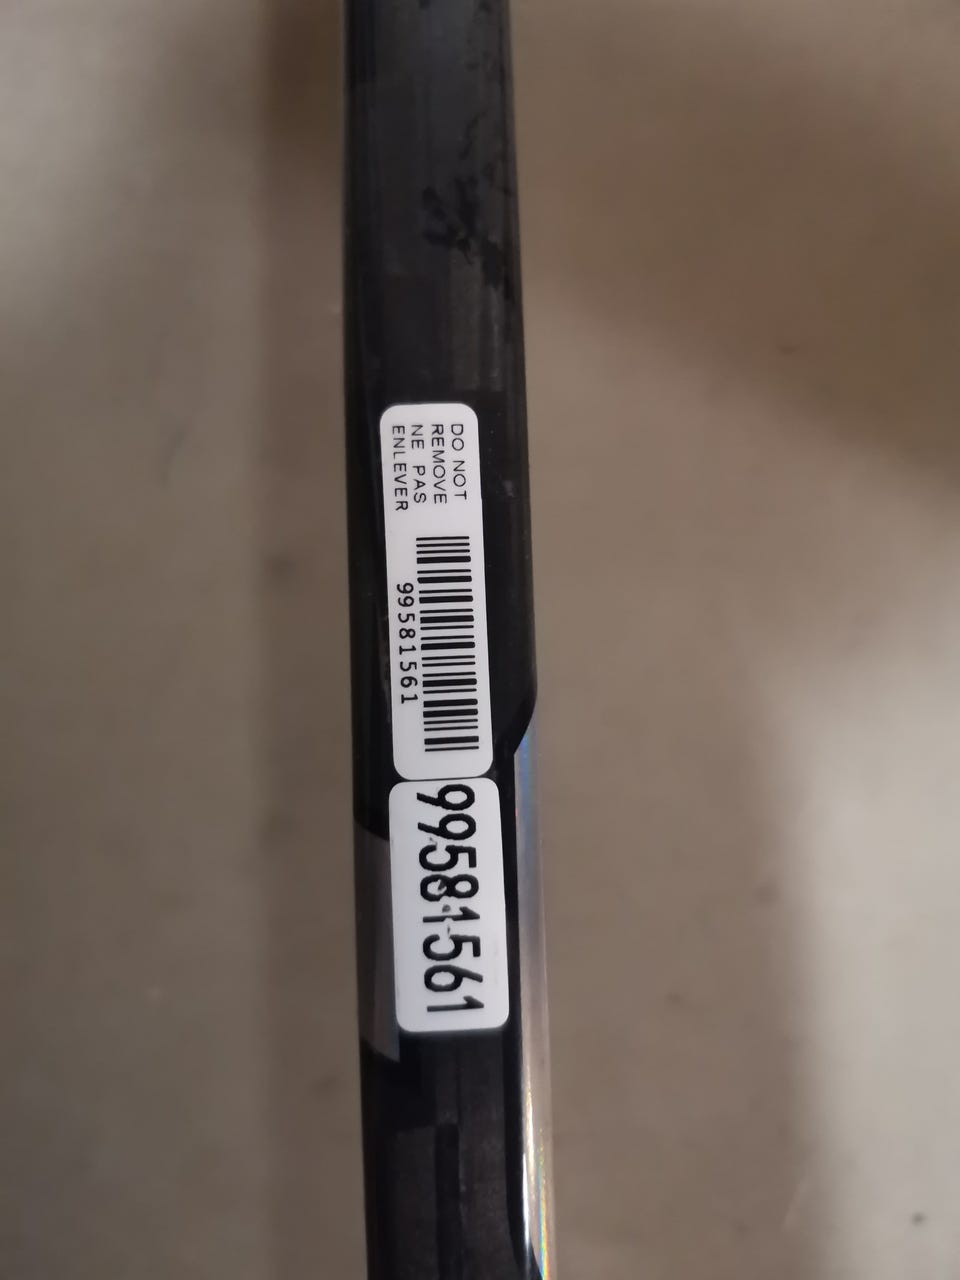 DO NOT
REMOVE
NE PAS
ENLEVER
99581561
99581561